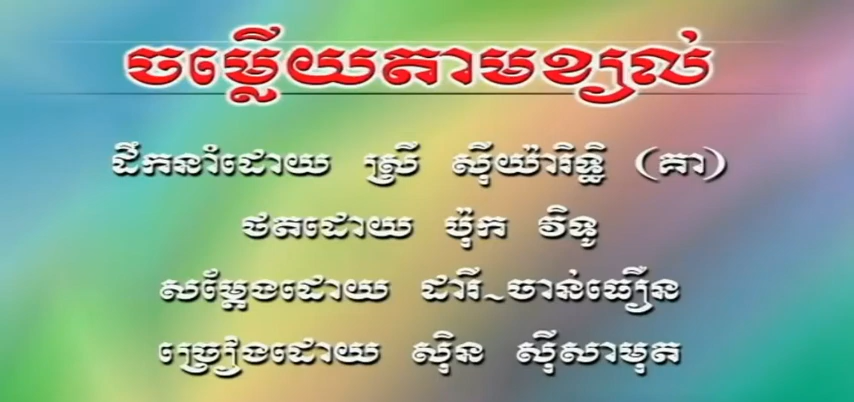 ចម្លើយតាមខ្យល់
ដឹកនាំដោយ ស្រី ស៊ីយ៉ារិទ្ធិ (គា)
ថតដោយ ប៉ុក វិទូ
សម្ដែងដោយ ដារី~ចាន់ធឿន
ច្រៀងដោយ ស៊ិន ស៊ីសាមុត